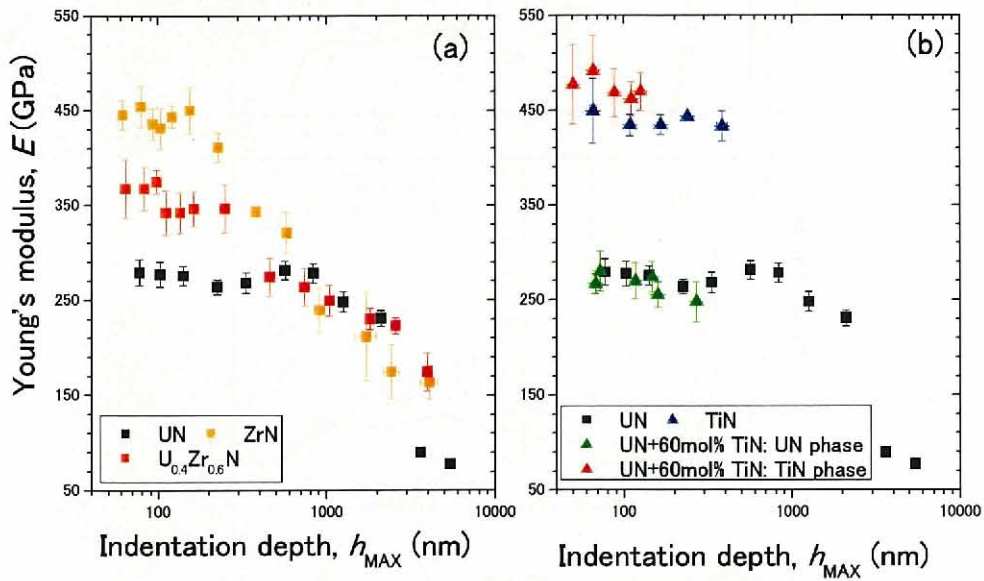 550
450
350
250
150
50
Young's modulus, E (GPa)
(a)
UN
ZrN
U0.4Zr0.6N
100
1000
10000
Indentation depth, hMAX (nm)
550
450
350
250
150
50
(b)
UN
TiN
UN+60mol% TiN: UN phase
UN+60mol% TiN: TiN phase
100
1000
10000
Indentation depth, hMAX (nm)